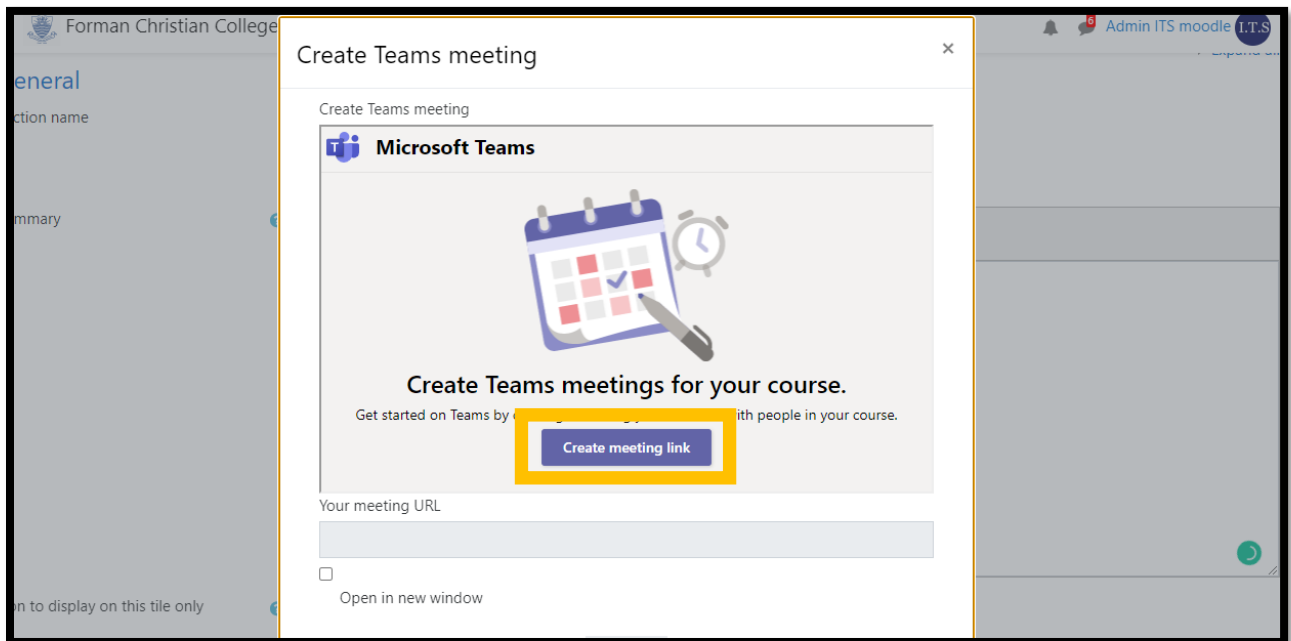 Forman Christian College
6
Admin ITS moodle
I.T.S
Create Teams meeting
×
eneral
ction name
mmary
on to display on this tile only
Create Teams meeting
Microsoft Teams
T
Create Teams meetings for your course.
Get started on Teams by ith people in your course.
Create meeting link
Your meeting URL
Open in new window